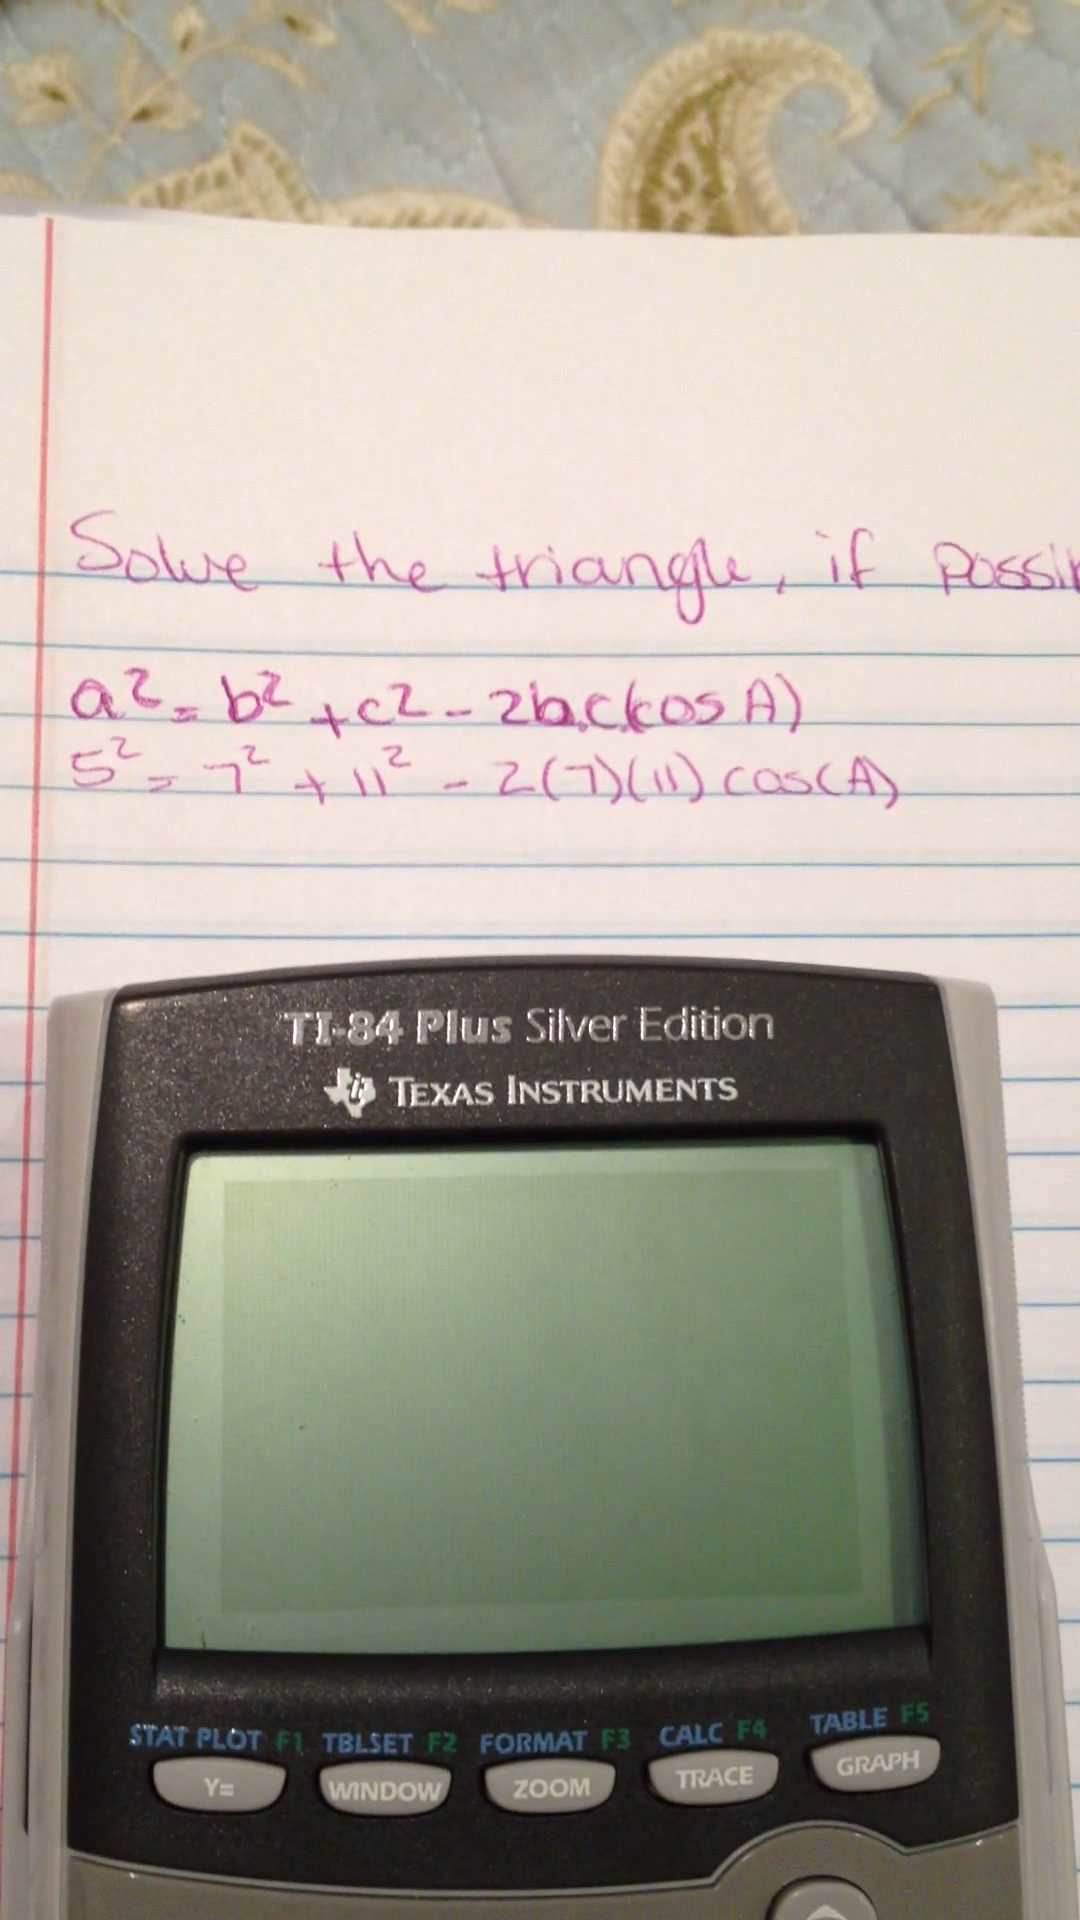 Solve the triangle, if
a² = b² + c² - 2bc(cos A)
5² = 7² + 11² - 2(7)(11) cos(A)
TI-84 Plus Silver Edition
TEXAS INSTRUMENTS
STAT PLOT F1 TBLSET F2 FORMAT F3 CALC F4 TABLE F5
Y= WINDOW ZOOM TRACE GRAPH